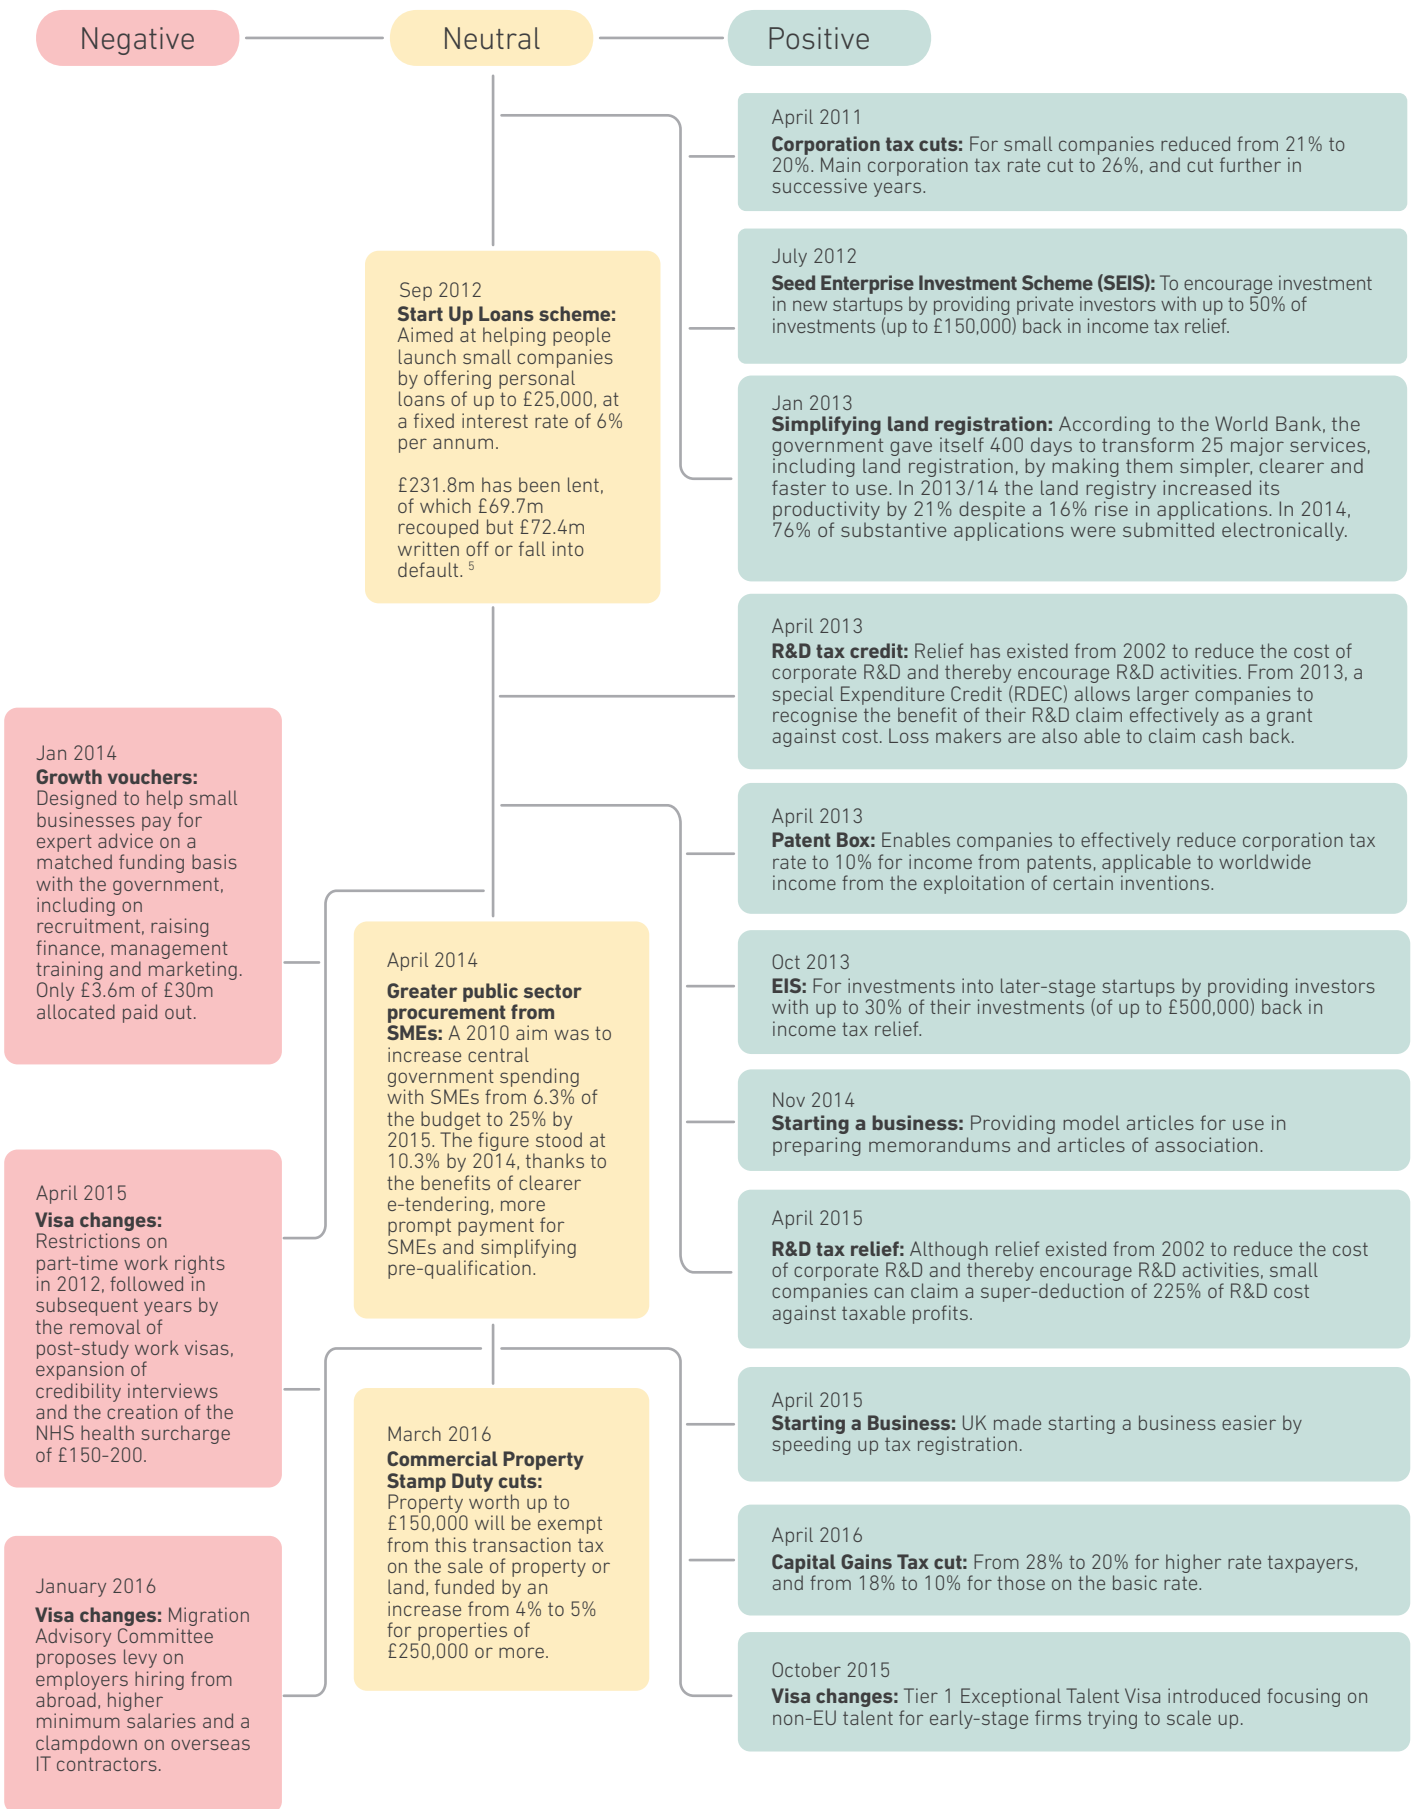 Negative
Neutral
Positive
April 2011
Corporation tax cuts: For small companies reduced from 21% to
20%. Main corporation tax rate cut to 26%, and cut further in
successive years.
July 2012
Seed Enterprise Investment Scheme (SEIS): To encourage investment
in new startups by providing private investors with up to 50% of
investments (up to £150,000) back in income tax relief.
Sep 2012
Start Up Loans scheme:
Aimed at helping people
launch small companies
by offering personal
loans of up to £25,000, at
a fixed interest rate of 6%
per annum.
£231.8m has been lent,
of which £69.7m
recouped but £72.4m
written off or fall into
default. 5
Jan 2013
Simplifying land registration: According to the World Bank, the
government gave itself 400 days to transform 25 major services,
including land registration, by making them simpler, clearer and
faster to use. In 2013/14 the land registry increased its
productivity by 21% despite a 16% rise in applications. In 2014,
76% of substantive applications were submitted electronically.
April 2013
R&D tax credit: Relief has existed from 2002 to reduce the cost of
corporate R&D and thereby encourage R&D activities. From 2013, a
special Expenditure Credit (RDEC) allows larger companies to
recognise the benefit of their R&D claim effectively as a grant
against cost. Loss makers are also able to claim cash back.
Jan 2014
Growth vouchers:
Designed to help small
businesses pay for
expert advice on a
matched funding basis
with the government,
including on
recruitment, raising
finance, management
training and marketing.
Only £3.6m of £30m
allocated paid out.
April 2013
Patent Box: Enables companies to effectively reduce corporation tax
rate to 10% for income from patents, applicable to worldwide
income from the exploitation of certain inventions.
April 2014
Greater public sector
procurement from
SMEs: A 2010 aim was to
increase central
government spending
with SMEs from 6.3% of
the budget to 25% by
2015. The figure stood at
10.3% by 2014, thanks to
the benefits of clearer
e-tendering, more
prompt payment for
SMEs and simplifying
pre-qualification.
Oct 2013
EIS: For investments into later-stage startups by providing investors
with up to 30% of their investments (of up to £500,000) back in
income tax relief.
Nov 2014
Starting a business: Providing model articles for use in
preparing memorandums and articles of association.
April 2015
Visa changes:
Restrictions on
part-time work rights
in 2012, followed in
subsequent years by
the removal of
post-study work visas,
expansion of
credibility interviews
and the creation of the
NHS health surcharge
of £150-200.
April 2015
R&D tax relief: Although relief existed from 2002 to reduce the cost
of corporate R&D and thereby encourage R&D activities, small
companies can claim a super-deduction of 225% of R&D cost
against taxable profits.
March 2016
Commercial Property
Stamp Duty cuts:
Property worth up to
£150,000 will be exempt
from this transaction tax
on the sale of property or
land, funded by an
increase from 4% to 5%
for properties of
£250,000 or more.
April 2015
Starting a Business: UK made starting a business easier by
speeding up tax registration.
April 2016
Capital Gains Tax cut: From 28% to 20% for higher rate taxpayers,
and from 18% to 10% for those on the basic rate.
January 2016
Visa changes: Migration
Advisory Committee
proposes levy on
employers hiring from
abroad, higher
minimum salaries and a
clampdown on overseas
IT contractors.
October 2015
Visa changes: Tier 1 Exceptional Talent Visa introduced focusing on
non-EU talent for early-stage firms trying to scale up.